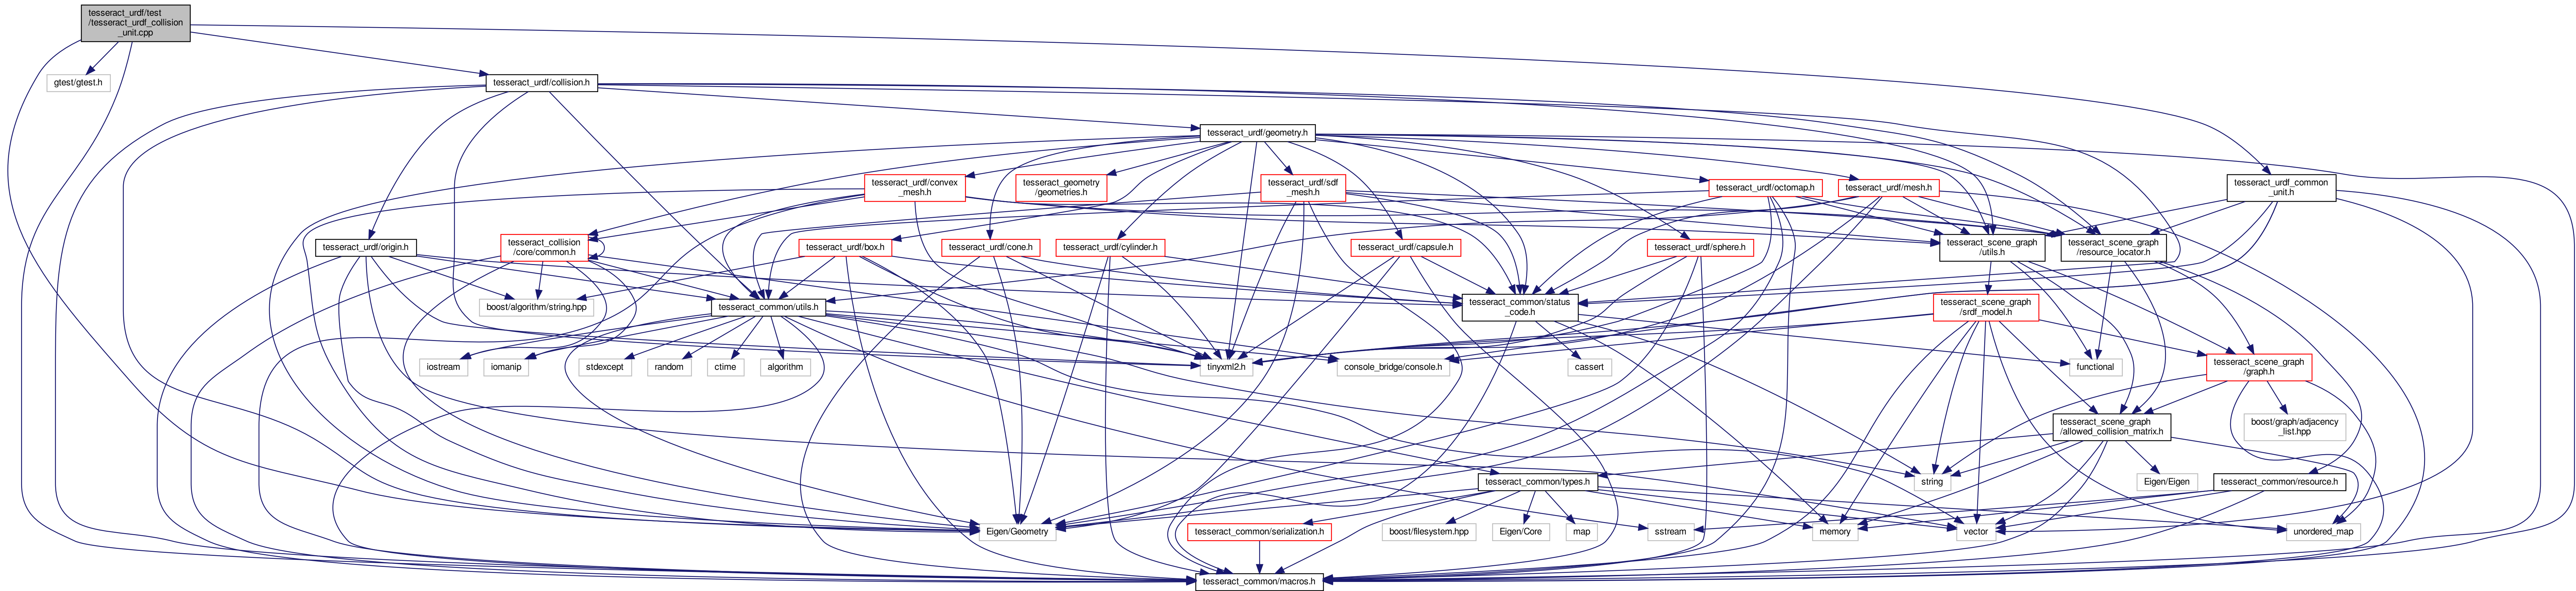 tesseract_urdf/test
/tesseract_urdf_collision
_unit.cpp
gtest/gtest.h
tesseract_urdf/collision.h
tesseract_urdf/geometry.h
tesseract_urdf/convex
_mesh.h
tesseract_geometry
/geometries.h
tesseract_urdf/sdf
_mesh.h
tesseract_urdf/octomap.h
tesseract_urdf/mesh.h
tesseract_urdf_common
_unit.h
tesseract_urdf/origin.h
tesseract_collision
/core/common.h
tesseract_urdf/box.h
tesseract_urdf/cone.h
tesseract_urdf/cylinder.h
tesseract_urdf/capsule.h
tesseract_urdf/sphere.h
tesseract_scene_graph
/utils.h
tesseract_scene_graph
/resource_locator.h
boost/algorithm/string.hpp
tesseract_common/utils.h
tesseract_common/status
_code.h
tesseract_scene_graph
/srdf_model.h
iostream
iomanip
stdexcept
random
ctime
algorithm
tinyxml2.h
console_bridge/console.h
cassert
functional
tesseract_scene_graph
/graph.h
tesseract_scene_graph
/allowed_collision_matrix.h
boost/graph/adjacency
_list.hpp
tesseract_common/types.h
string
Eigen/Eigen
tesseract_common/resource.h
Eigen/Geometry
tesseract_common/serialization.h
boost/filesystem.hpp
Eigen/Core
map
sstream
memory
vector
unordered_map
tesseract_common/macros.h